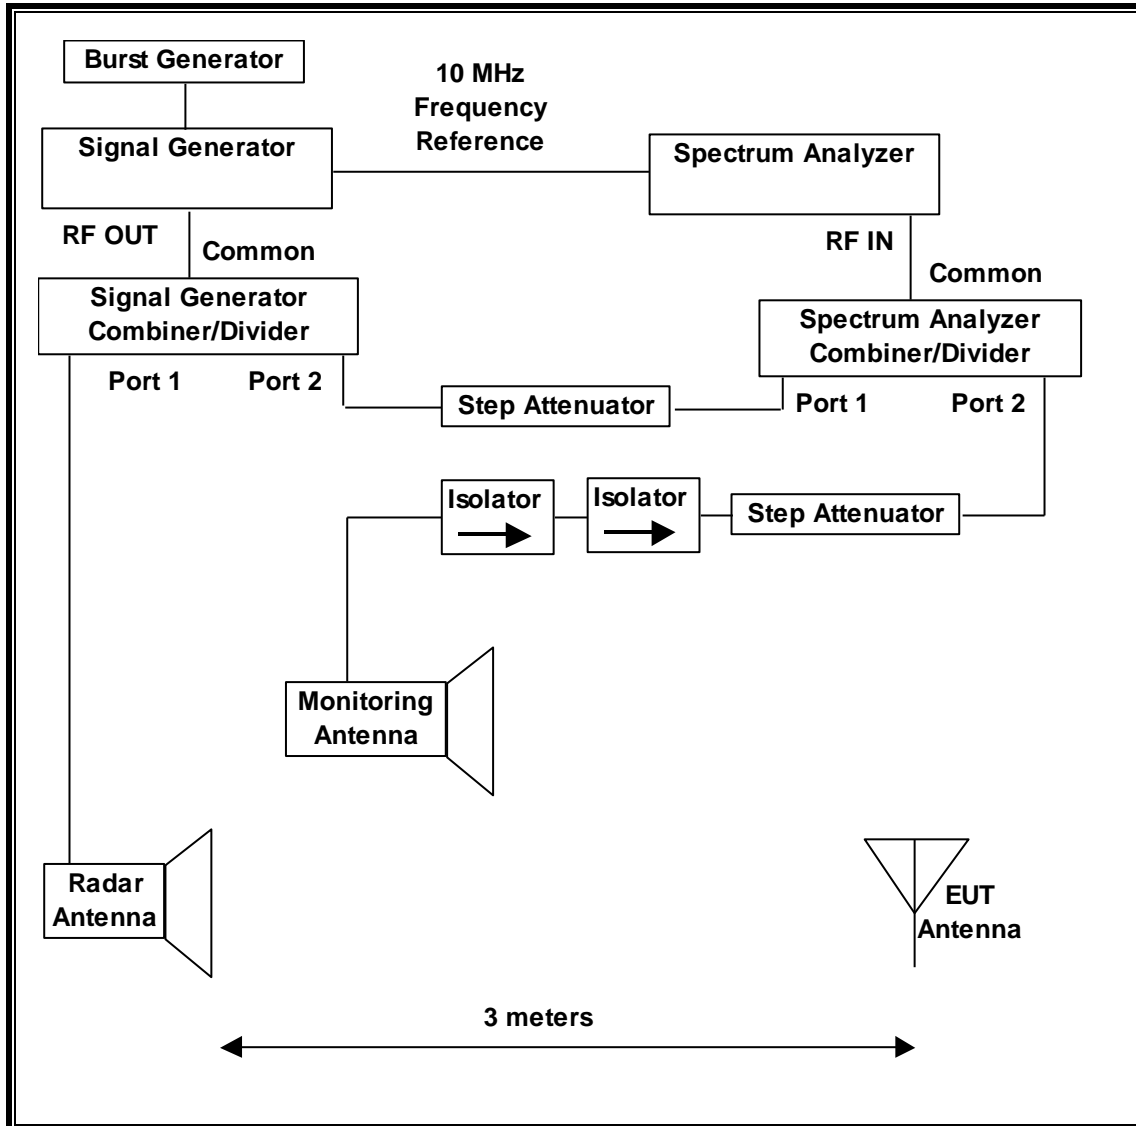 Burst Generator
10 MHz
Frequency
Reference
Signal Generator
Spectrum Analyzer
RF OUT
Common
RF IN
Common
Signal Generator
Combiner/Divider
Spectrum Analyzer
Combiner/Divider
Port 1
Port 2
Step Attenuator
Port 1
Port 2
Isolator
Isolator
Step Attenuator
Monitoring
Antenna
Radar
Antenna
EUT
Antenna
3 meters